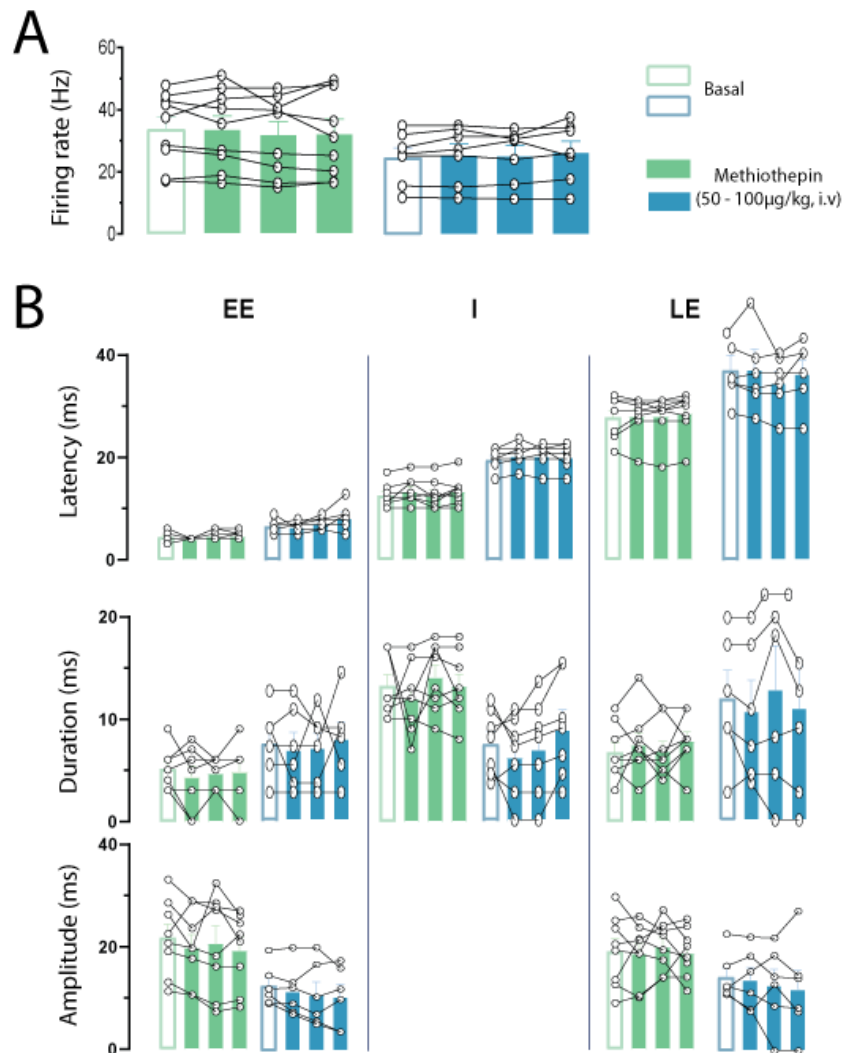 A
60
40
20
0
Firing rate (Hz)
Basal
Methiothepin
(50 - 100µg/kg, i.v)
B
EE
I
LE
40
20
0
Latency (ms)
20
10
0
Duration (ms)
40
20
0
Amplitude (ms)